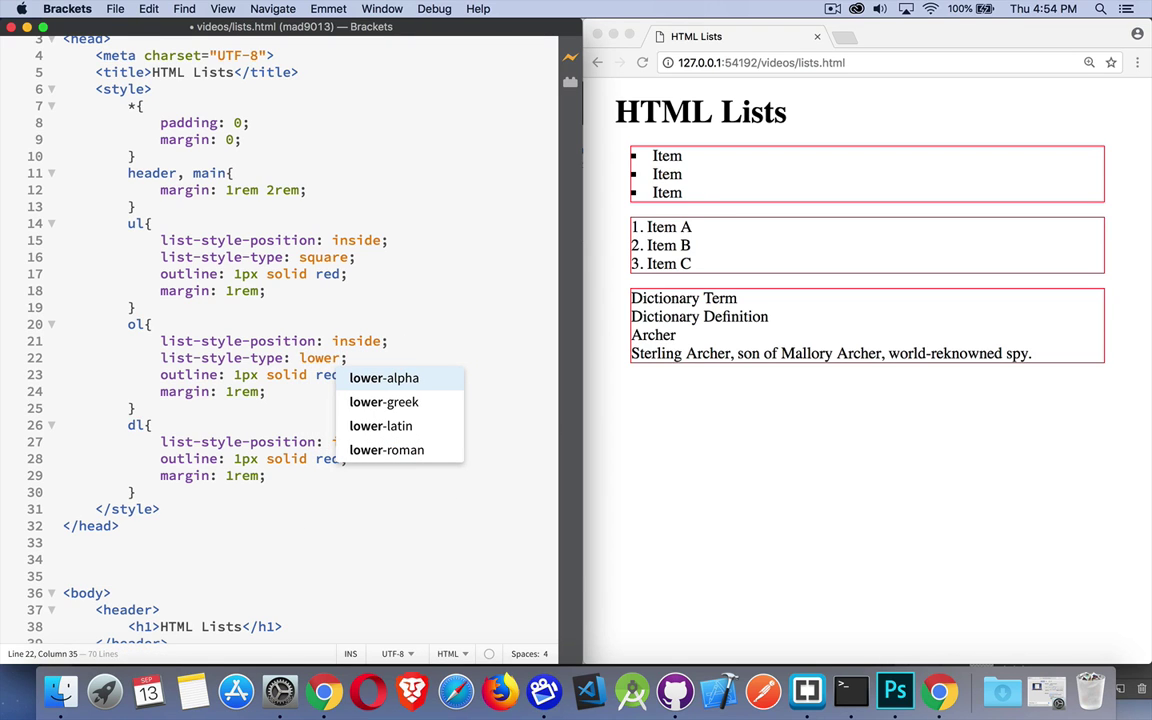 Brackets File Edit Find View Navigate Emmet Window Debug Help 100% Thu 4:54 PM
• videos/lists.html (mad9013) — Brackets
3 <head>
4 <meta charset="UTF-8">
5 <title>HTML Lists</title>
6 <style>
7 *{
8 padding: 0;
9 margin: 0;
10 }
11 header, main{
12 margin: 1rem 2rem;
13 }
14 ul{
15 list-style-position: inside;
16 list-style-type: square;
17 outline: 1px solid red;
18 margin: 1rem;
19 }
20 ol{
21 list-style-position: inside;
22 list-style-type: lower;
23 outline: 1px solid red
24 margin: 1rem;
25 }
26 dl{
27 list-style-position: i
28 outline: 1px solid red;
29 margin: 1rem;
30 }
31 </style>
32 </head>
33
34
35
36 <body>
37 <header>
38 <h1>HTML Lists</h1>
39 </header>
lower-alpha
lower-greek
lower-latin
lower-roman
Line 22, Column 35 — 70 Lines INS UTF-8 HTML Spaces: 4
HTML Lists
127.0.0.1:54192/videos/lists.html
HTML Lists
Item
Item
Item
1. Item A
2. Item B
3. Item C
Dictionary Term
Dictionary Definition
Archer
Sterling Archer, son of Mallory Archer, world-reknowned spy.
SEP
13
Ps